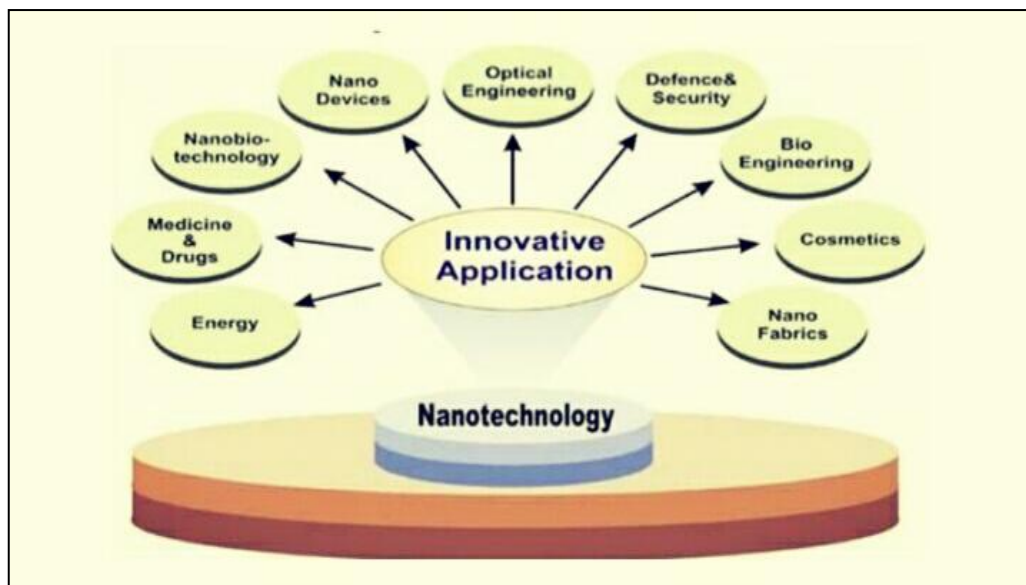 Nano
Devices
Optical
Engineering
Defence&
Security
Nanobio-
technology
Bio
Engineering
Medicine
&
Drugs
Innovative
Application
Cosmetics
Energy
Nano
Fabrics
Nanotechnology